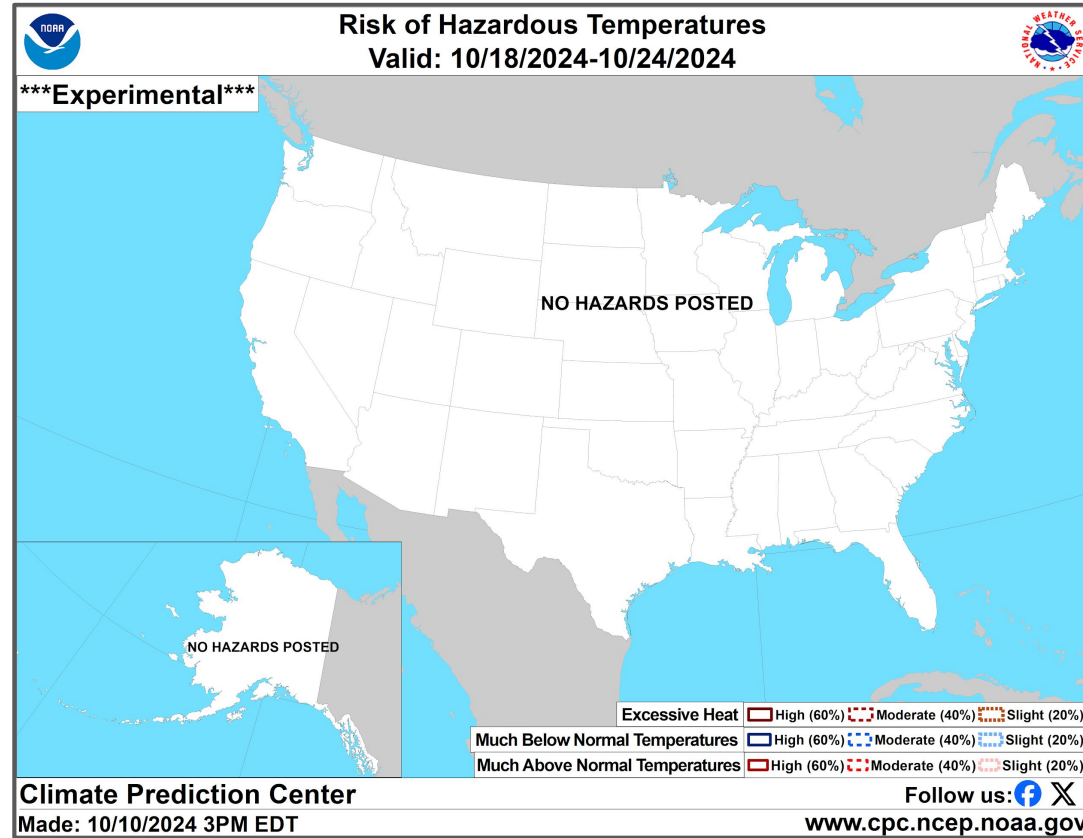 NOAA
Risk of Hazardous Temperatures
Valid: 10/18/2024-10/24/2024
NATIONAL WEATHER SERVICE
***Experimental***
NO HAZARDS POSTED
NO HAZARDS POSTED
Excessive Heat High (60%) Moderate (40%) Slight (20%)
Much Below Normal Temperatures High (60%) Moderate (40%) Slight (20%)
Much Above Normal Temperatures High (60%) Moderate (40%) Slight (20%)
Climate Prediction Center
Follow us:
Made: 10/10/2024 3PM EDT
www.cpc.ncep.noaa.gov